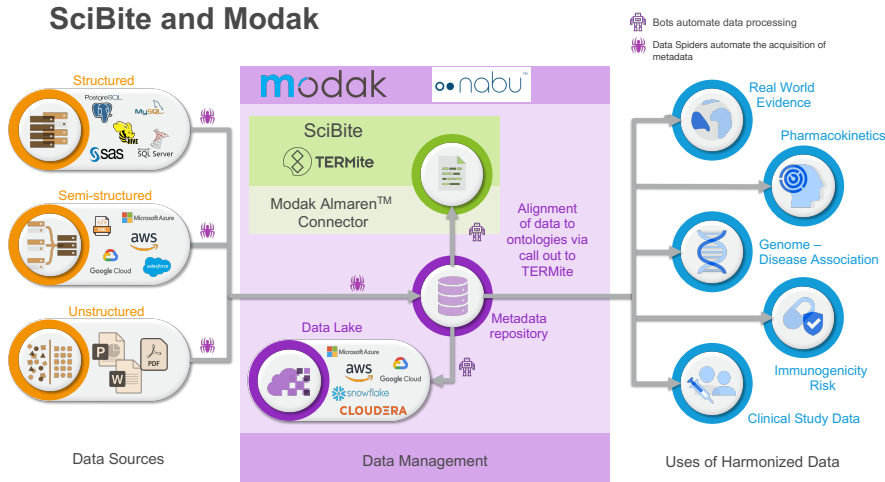 SciBite and Modak
Bots automate data processing
Data Spiders automate the acquisition of
metadata
Structured
PostgreSQL
MySQL
HIVE
sas
Microsoft
SQL Server
Semi-structured
XML
Microsoft Azure
aws
Google Cloud
salesforce
Unstructured
P
W
PDF
Data Sources
modak
nabu™
SciBite
TERMite
Modak Almaren™
Connector
Alignment
of data to
ontologies via
call out to
TERMite
Metadata
repository
Data Lake
Microsoft Azure
aws
Google Cloud
snowflake
CLOUDERA
Data Management
Real World
Evidence
Pharmacokinetics
Genome –
Disease Association
Immunogenicity
Risk
Clinical Study Data
Uses of Harmonized Data